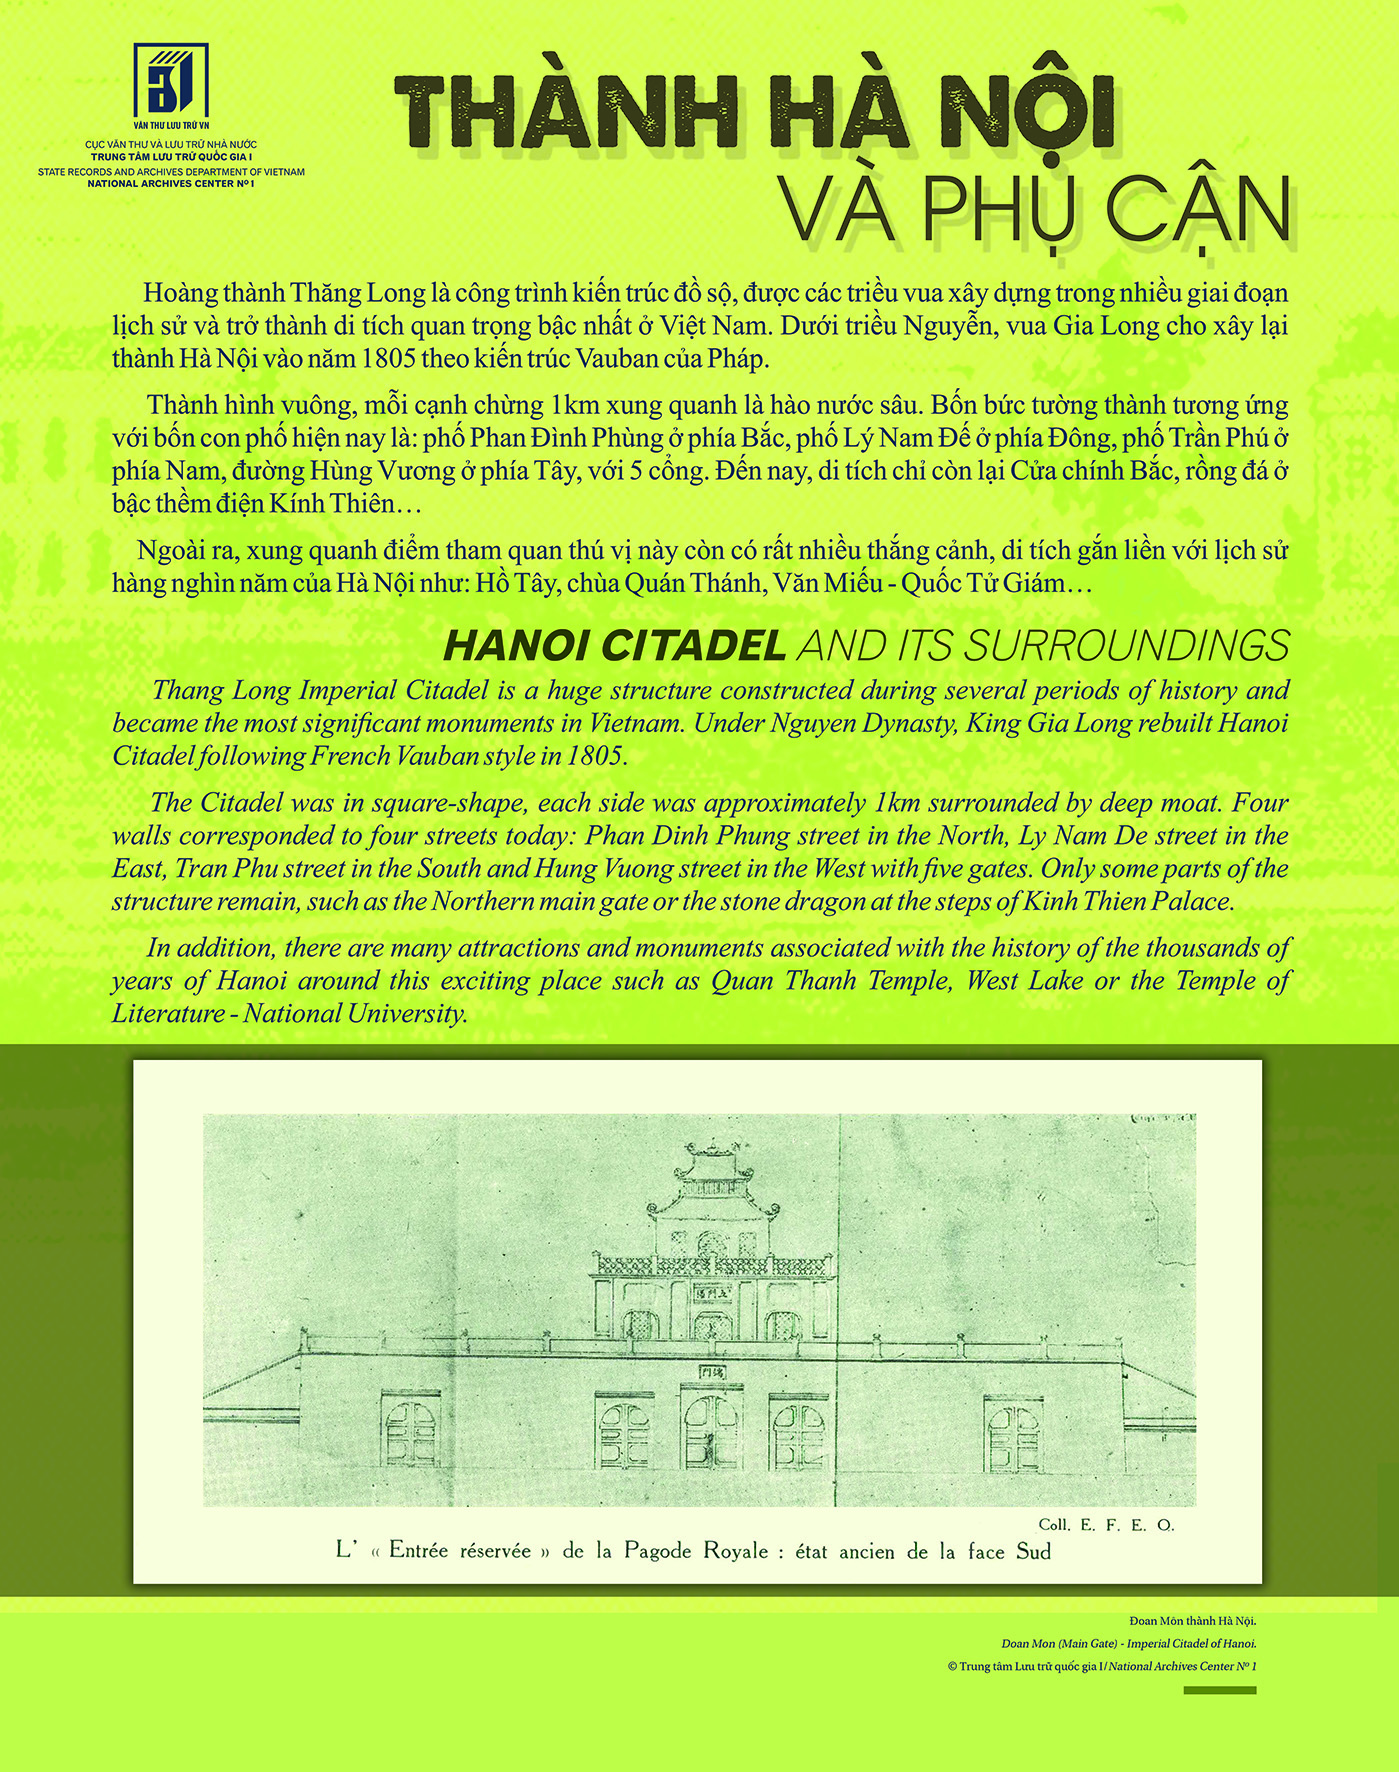 VĂN THƯ LƯU TRỮ VN
CỤC VĂN THƯ VÀ LƯU TRỮ NHÀ NƯỚC
TRUNG TÂM LƯU TRỮ QUỐC GIA I
STATE RECORDS AND ARCHIVES DEPARTMENT OF VIETNAM
NATIONAL ARCHIVES CENTER Nº I
THÀNH HÀ NỘI
VÀ PHỤ CẬN
Hoàng thành Thăng Long là công trình kiến trúc đồ sộ, được các triều vua xây dựng trong nhiều giai đoạn
lịch sử và trở thành di tích quan trọng bậc nhất ở Việt Nam. Dưới triều Nguyễn, vua Gia Long cho xây lại
thành Hà Nội vào năm 1805 theo kiến trúc Vauban của Pháp.
Thành hình vuông, mỗi cạnh chừng 1km xung quanh là hào nước sâu. Bốn bức tường thành tương ứng
với bốn con phố hiện nay là: phố Phan Đình Phùng ở phía Bắc, phố Lý Nam Đế ở phía Đông, phố Trần Phú ở
phía Nam, đường Hùng Vương ở phía Tây, với 5 cổng. Đến nay, di tích chỉ còn lại Cửa chính Bắc, rồng đá ở
bậc thềm điện Kính Thiên…
Ngoài ra, xung quanh điểm tham quan thú vị này còn có rất nhiều thắng cảnh, di tích gắn liền với lịch sử
hàng nghìn năm của Hà Nội như: Hồ Tây, chùa Quán Thánh, Văn Miếu - Quốc Tử Giám…
HANOI CITADEL AND ITS SURROUNDINGS
Thang Long Imperial Citadel is a huge structure constructed during several periods of history and
became the most significant monuments in Vietnam. Under Nguyen Dynasty, King Gia Long rebuilt Hanoi
Citadel following French Vauban style in 1805.
The Citadel was in square-shape, each side was approximately 1km surrounded by deep moat. Four
walls corresponded to four streets today: Phan Dinh Phung street in the North, Ly Nam De street in the
East, Tran Phu street in the South and Hung Vuong street in the West with five gates. Only some parts of the
structure remain, such as the Northern main gate or the stone dragon at the steps of Kinh Thien Palace.
In addition, there are many attractions and monuments associated with the history of the thousands of
years of Hanoi around this exciting place such as Quan Thanh Temple, West Lake or the Temple of
Literature - National University.
五門樓
端門
Coll. E. F. E. O.
L' « Entrée réservée » de la Pagode Royale : état ancien de la face Sud
Đoan Môn thành Hà Nội.
Doan Mon (Main Gate) - Imperial Citadel of Hanoi.
© Trung tâm Lưu trữ quốc gia I/National Archives Center Nº 1